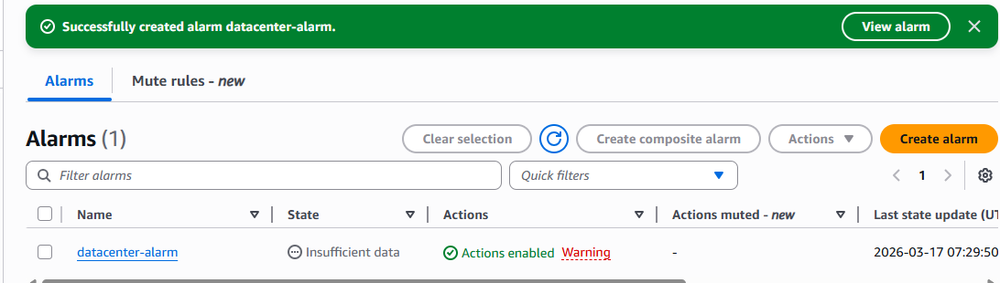 Successfully created alarm datacenter-alarm. View alarm
Alarms Mute rules - new
Alarms (1) Clear selection Create composite alarm Actions Create alarm
Filter alarms Quick filters 1
Name State Actions Actions muted - new Last state update (UT
datacenter-alarm Insufficient data Actions enabled Warning - 2026-03-17 07:29:50